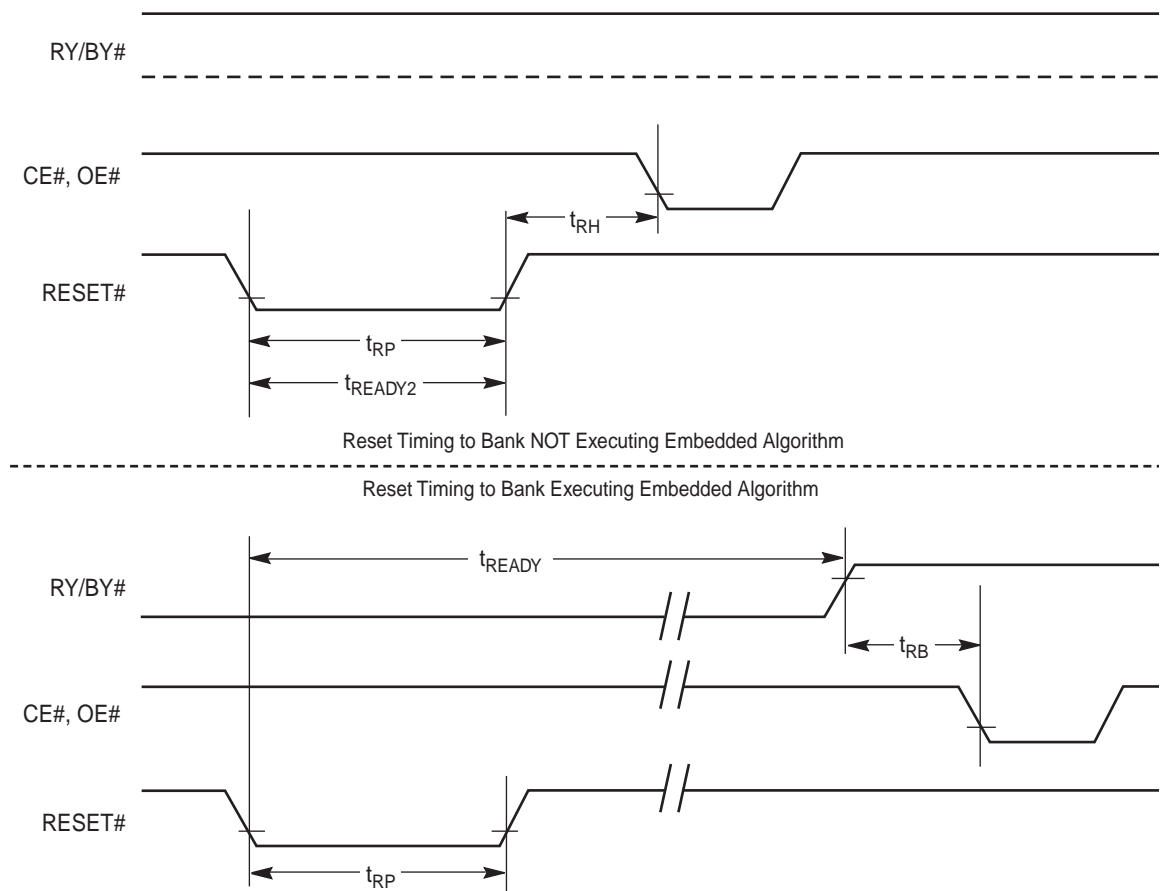 RY/BY#
CE#, OE#
tRH
RESET#
tRP
tREADY2
Reset Timing to Bank NOT Executing Embedded Algorithm
Reset Timing to Bank Executing Embedded Algorithm
tREADY
RY/BY#
tRB
CE#, OE#
RESET#
tRP